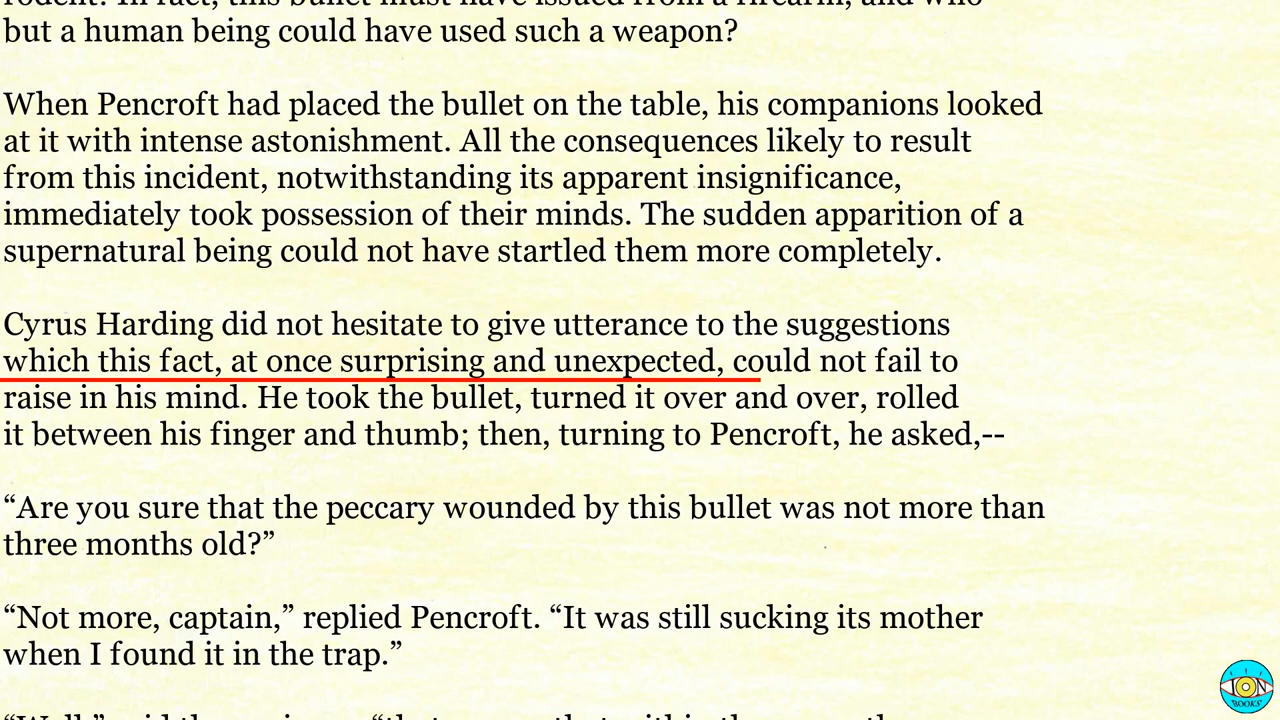 but a human being could have used such a weapon?
When Pencroft had placed the bullet on the table, his companions looked
at it with intense astonishment. All the consequences likely to result
from this incident, notwithstanding its apparent insignificance,
immediately took possession of their minds. The sudden apparition of a
supernatural being could not have startled them more completely.
Cyrus Harding did not hesitate to give utterance to the suggestions
which this fact, at once surprising and unexpected, could not fail to
raise in his mind. He took the bullet, turned it over and over, rolled
it between his finger and thumb; then, turning to Pencroft, he asked,--
“Are you sure that the peccary wounded by this bullet was not more than
three months old?”
“Not more, captain,” replied Pencroft. “It was still sucking its mother
when I found it in the trap.”
ION
BOOKS